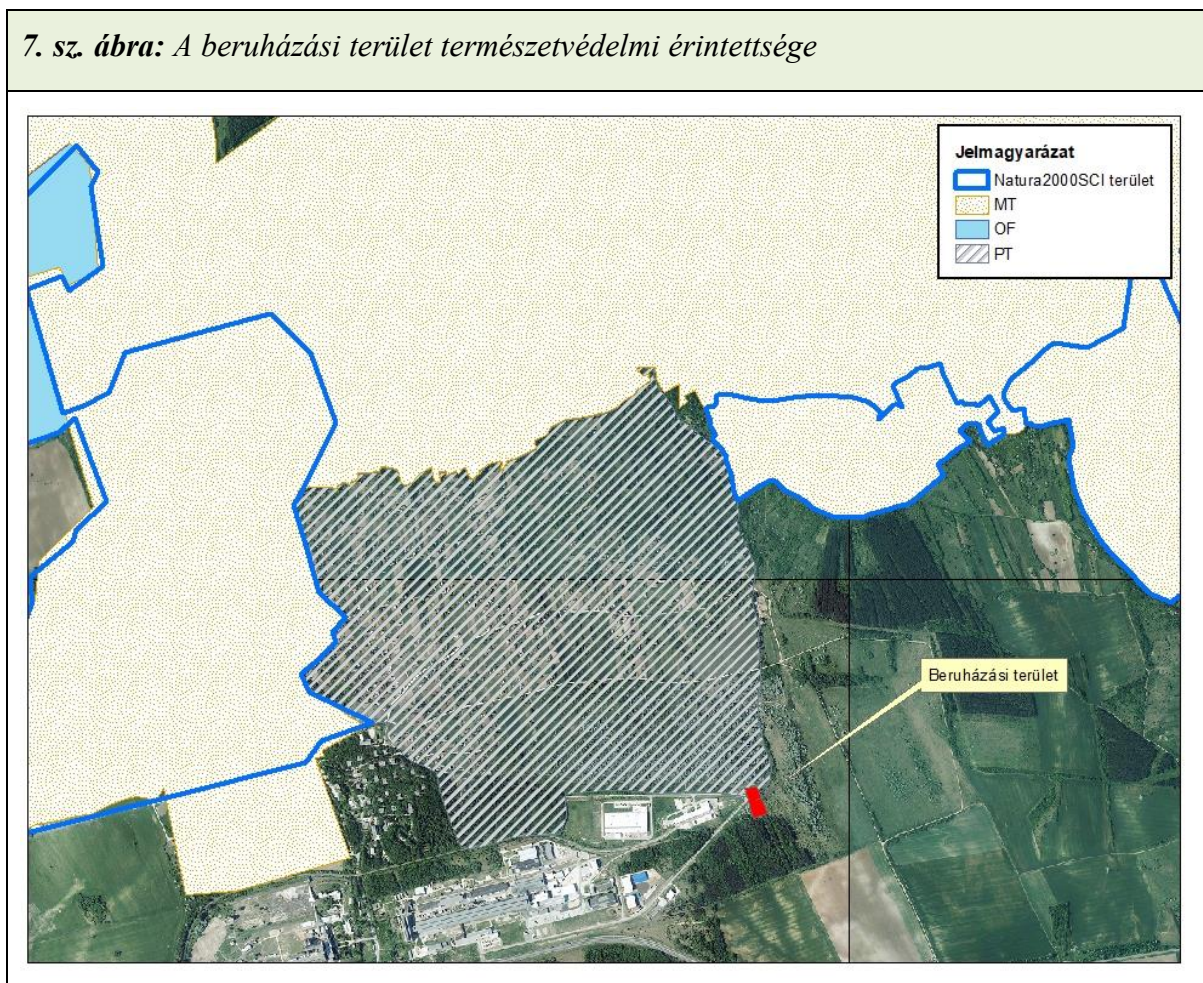 7. sz. ábra: A beruházási terület természetvédelmi érintettsége
Jelmagyarázat
Natura2000SCI terület
MT
OF
PT
Beruházási terület